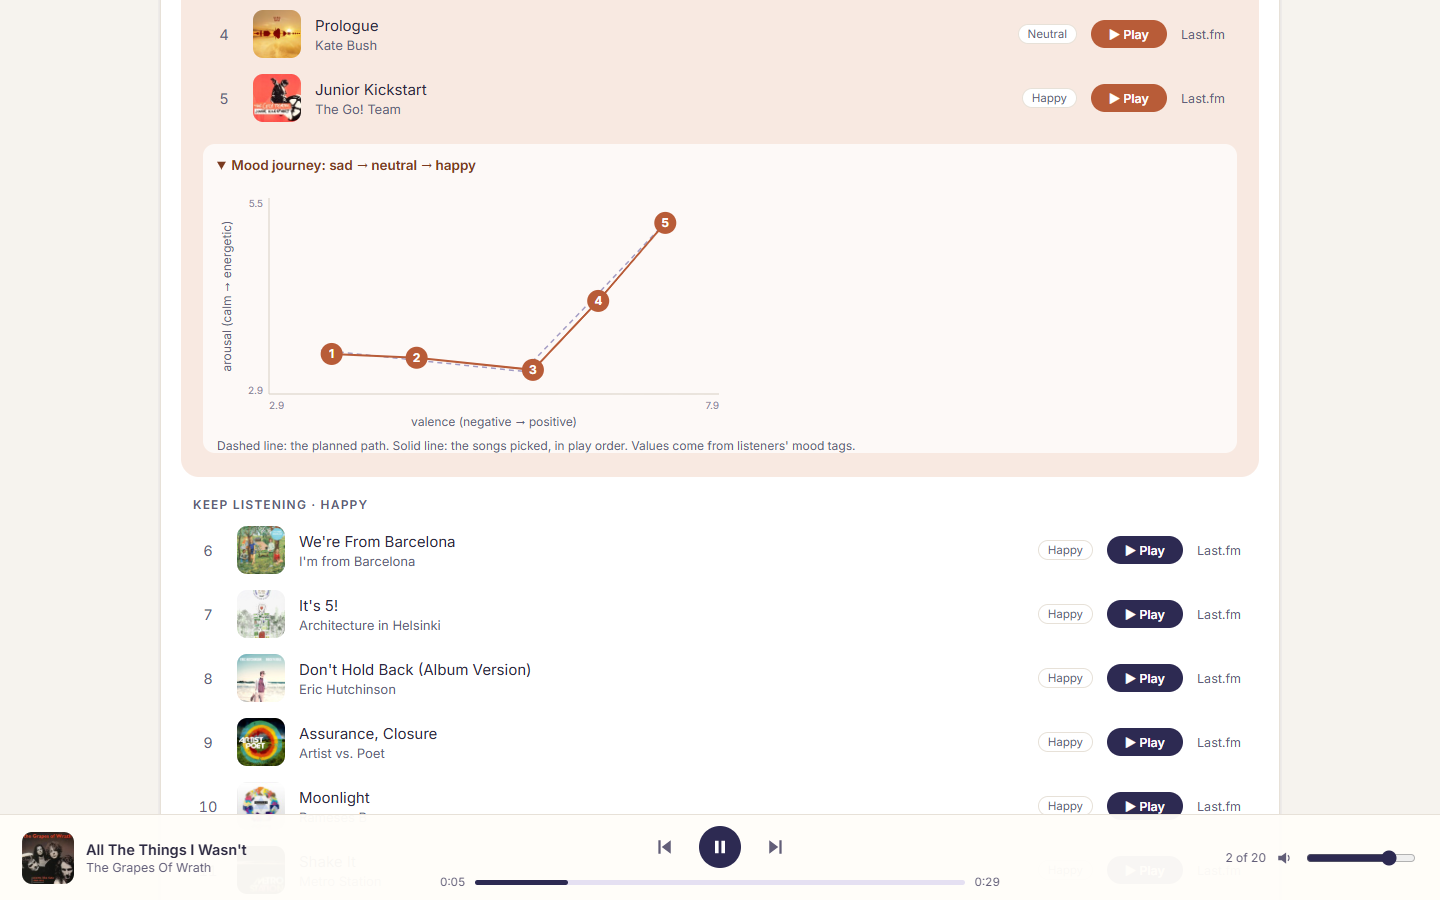 4
Prologue
Kate Bush
Neutral
▶ Play
Last.fm
5
Junior Kickstart
The Go! Team
Happy
▶ Play
Last.fm
▼ Mood journey: sad → neutral → happy
5.5
arousal (calm → energetic)
2.9
1
2
3
4
5
2.9
7.9
valence (negative → positive)
Dashed line: the planned path. Solid line: the songs picked, in play order. Values come from listeners' mood tags.
KEEP LISTENING · HAPPY
6
We're From Barcelona
I'm from Barcelona
Happy
▶ Play
Last.fm
7
It's 5!
Architecture in Helsinki
Happy
▶ Play
Last.fm
8
Don't Hold Back (Album Version)
Eric Hutchinson
Happy
▶ Play
Last.fm
9
Assurance, Closure
Artist vs. Poet
Happy
▶ Play
Last.fm
10
Moonlight
Happy
▶ Play
Last.fm
All The Things I Wasn't
The Grapes Of Wrath
Shake It
0:05
0:29
2 of 20